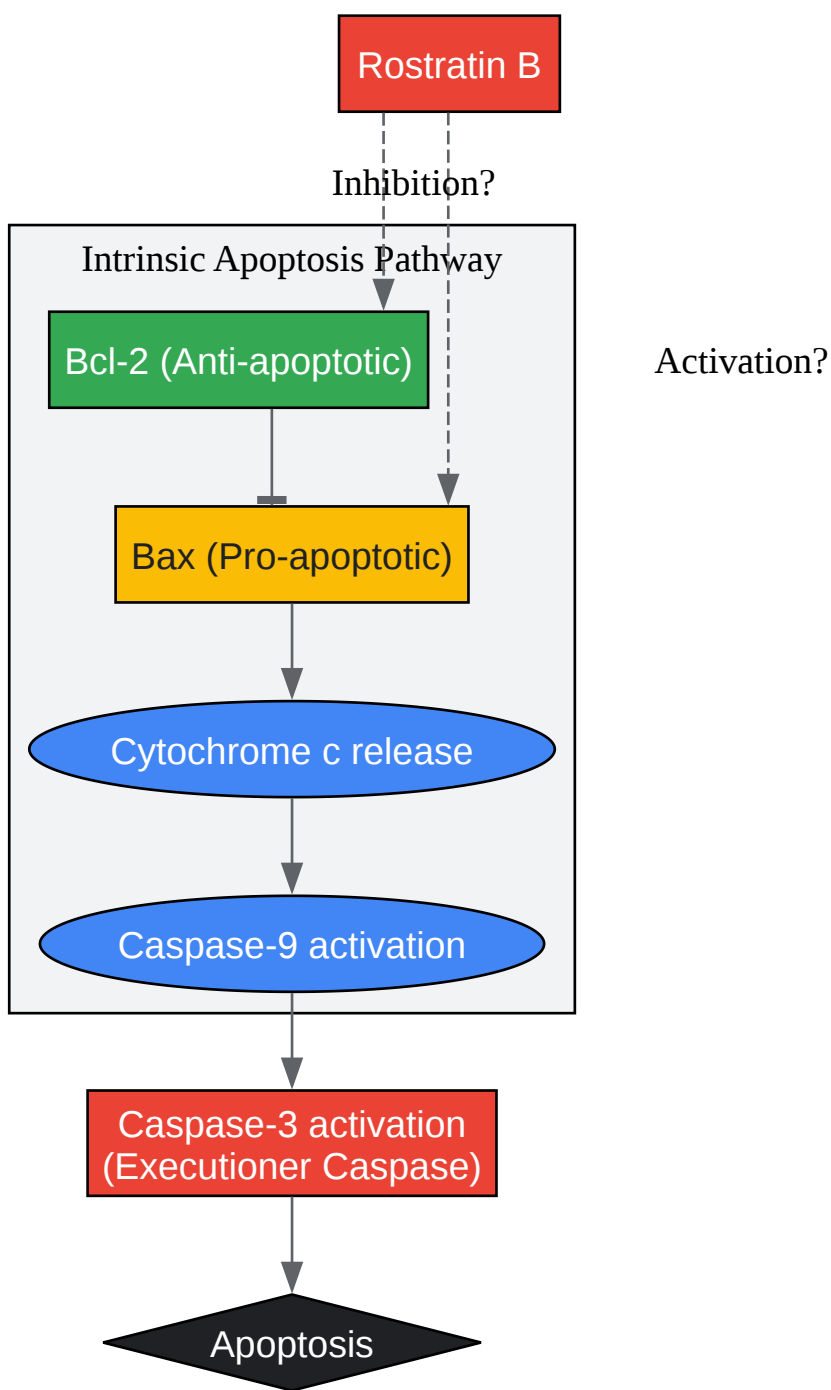 Rostratin B
Inhibition?
Intrinsic Apoptosis Pathway
Bcl-2 (Anti-apoptotic)
Activation?
Bax (Pro-apoptotic)
Cytochrome c release
Caspase-9 activation
Caspase-3 activation
(Executioner Caspase)
Apoptosis